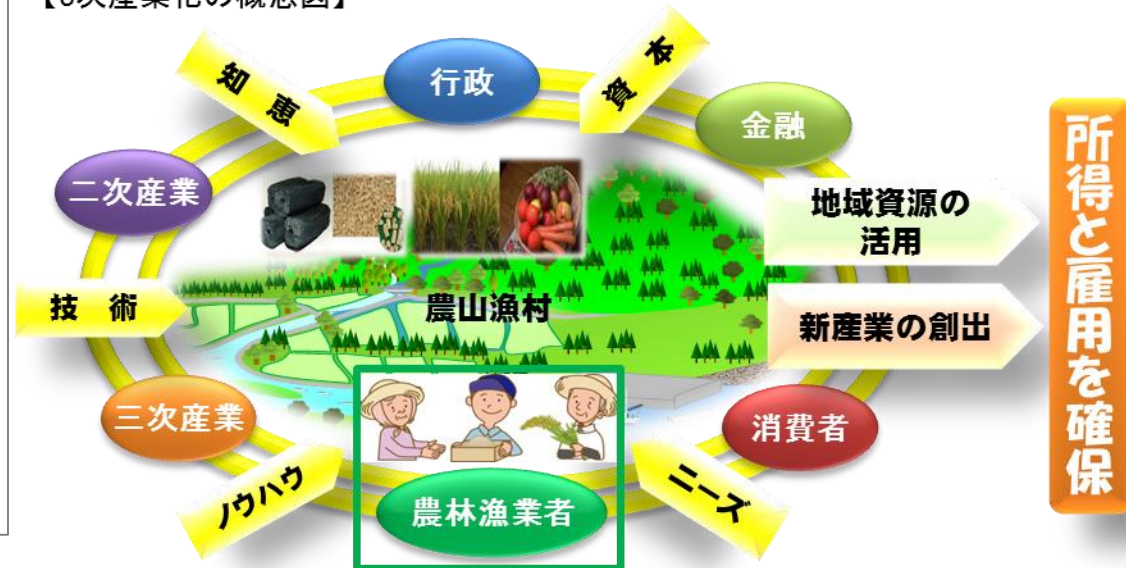 【6次産業化の概念図】
知恵
行政
資本
金融
二次産業
地域資源の
活用
技術
農山漁村
新産業の創出
三次産業
消費者
ノウハウ
農林漁業者
ニーズ
所得と雇用を確保